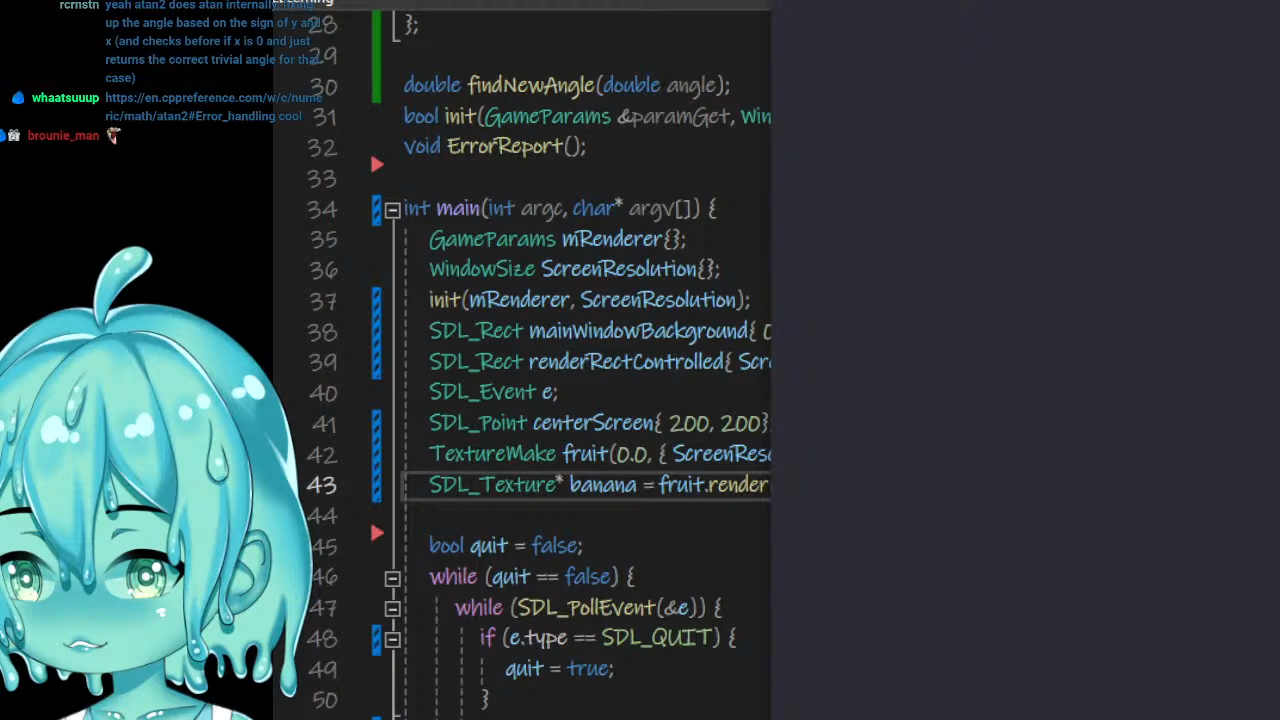 rcrnstn yeah atan2 does atan internally, fixing
up the angle based on the sign of y and
x (and checks before if x is 0 and just
returns the correct trivial angle for that
case)
whaatsuuup https://en.cppreference.com/w/c/nume
ric/math/atan2#Error_handling cool
brounie_man
28 };
29
30 double findNewAngle(double angle);
31 bool init(GameParams &paramGet, Win
32 void ErrorReport();
33
34 int main(int argc, char* argv[]) {
35 GameParams mRenderer{};
36 WindowSize ScreenResolution{};
37 init(mRenderer, ScreenResolution);
38 SDL_Rect mainWindowBackground{ 0
39 SDL_Rect renderRectControlled{ Scre
40 SDL_Event e;
41 SDL_Point centerScreen{ 200, 200}
42 TextureMake fruit(0.0, { ScreenReso
43 SDL_Texture* banana = fruit.render
44
45 bool quit = false;
46 while (quit == false) {
47 while (SDL_PollEvent(&e)) {
48 if (e.type == SDL_QUIT) {
49 quit = true;
50 }